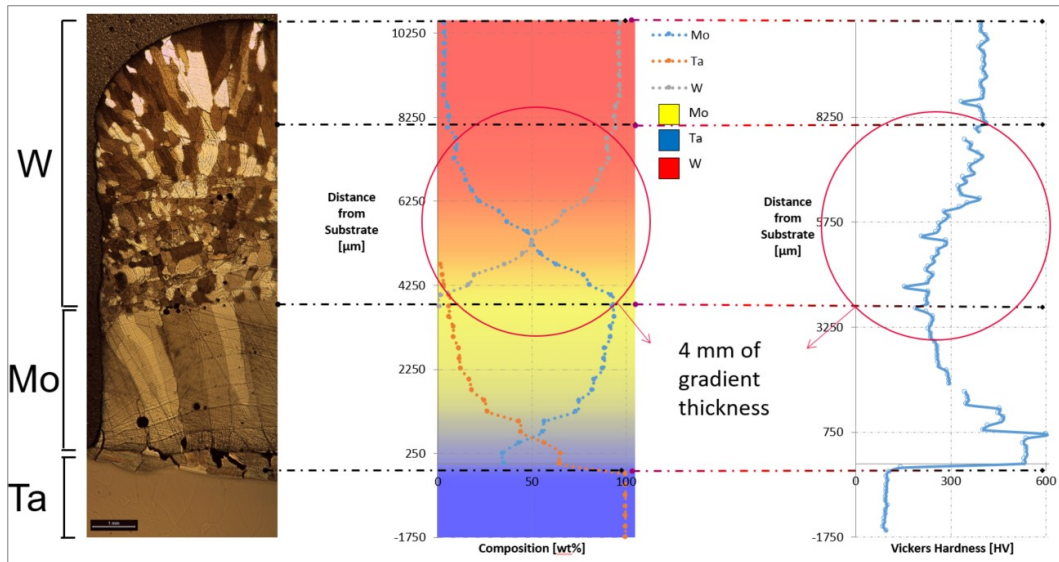 W
Mo
Ta
1 mm
Distance
from
Substrate
[µm]
10250
8250
6250
4250
2250
250
-1750
0
50
100
Composition [wt%]
Mo
Ta
W
Mo
Ta
W
4 mm of
gradient
thickness
Distance
from
Substrate
[µm]
8250
5750
3250
750
-1750
0
300
600
Vickers Hardness [HV]